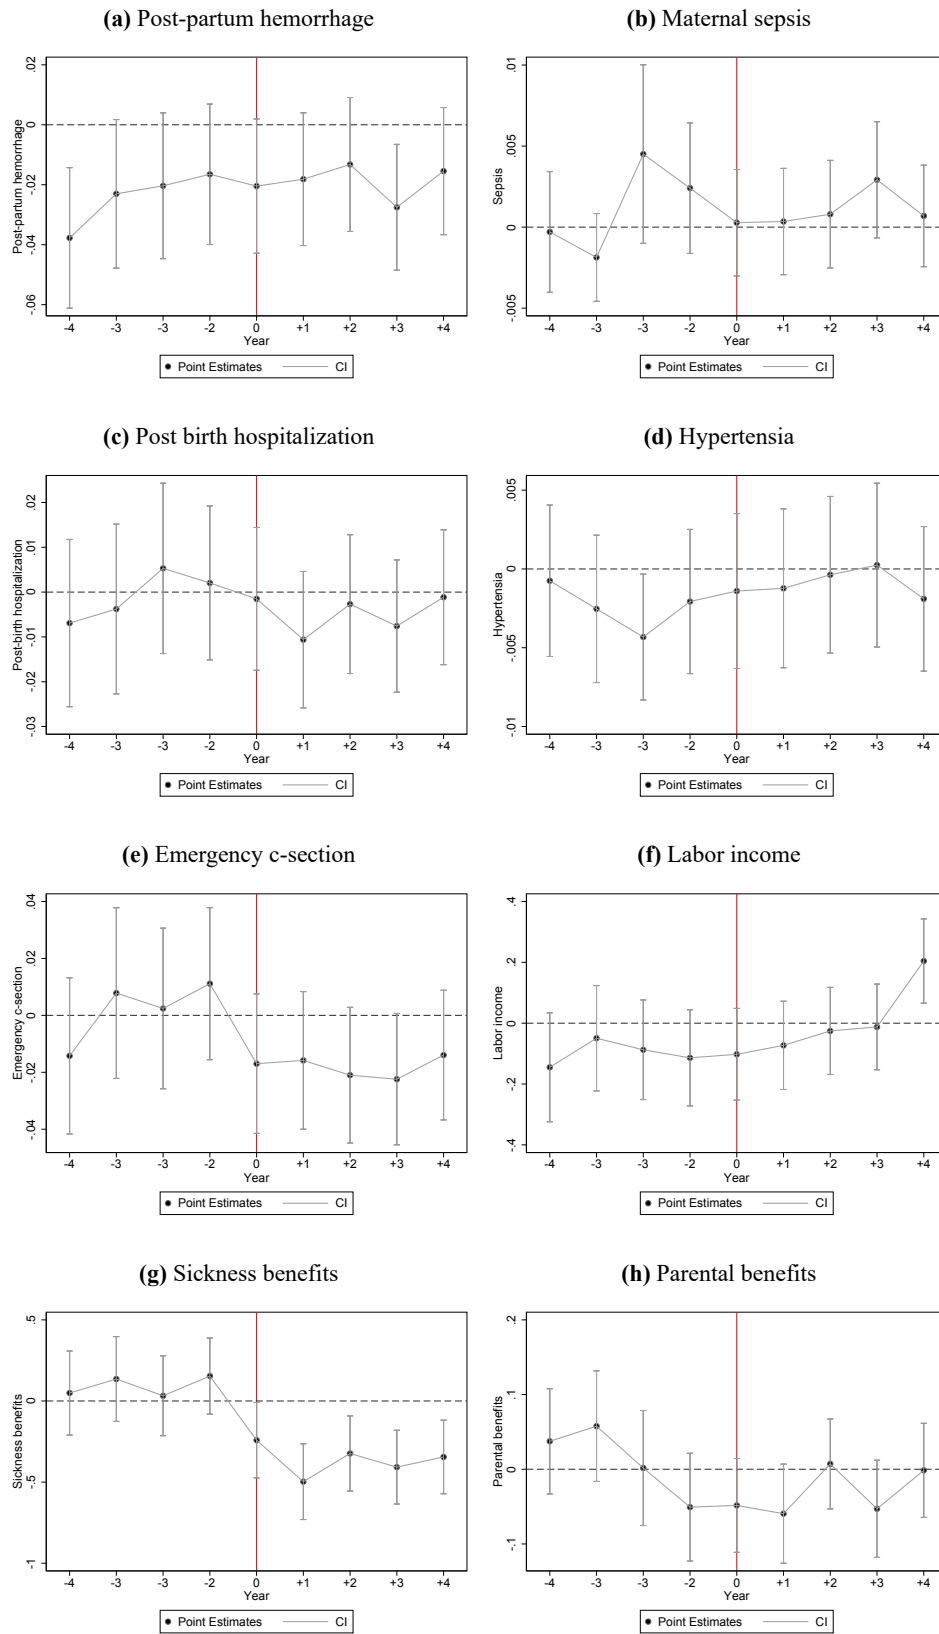 (a) Post-partum hemorrhage
Post-partum hemorrhage
.02
0
-.02
-.04
-.06
-4 -3 -3 -2 0 +1 +2 +3 +4
Year
Point Estimates CI
(b) Maternal sepsis
Sepsis
.01
.005
0
-.005
-4 -3 -3 -2 0 +1 +2 +3 +4
Year
Point Estimates CI
(c) Post birth hospitalization
Post-birth hospitalization
.02
.01
0
-.01
-.02
-.03
-4 -3 -3 -2 0 +1 +2 +3 +4
Year
Point Estimates CI
(d) Hypertensia
Hypertensia
.005
0
-.005
-.01
-4 -3 -3 -2 0 +1 +2 +3 +4
Year
Point Estimates CI
(e) Emergency c-section
Emergency c-section
.04
.02
0
-.02
-.04
-4 -3 -3 -2 0 +1 +2 +3 +4
Year
Point Estimates CI
(f) Labor income
Labor income
.4
.2
0
-.2
-.4
-4 -3 -3 -2 0 +1 +2 +3 +4
Year
Point Estimates CI
(g) Sickness benefits
Sickness benefits
.5
0
-.5
-1
-4 -3 -3 -2 0 +1 +2 +3 +4
Year
Point Estimates CI
(h) Parental benefits
Parental benefits
.2
.1
0
-.1
-4 -3 -3 -2 0 +1 +2 +3 +4
Year
Point Estimates CI